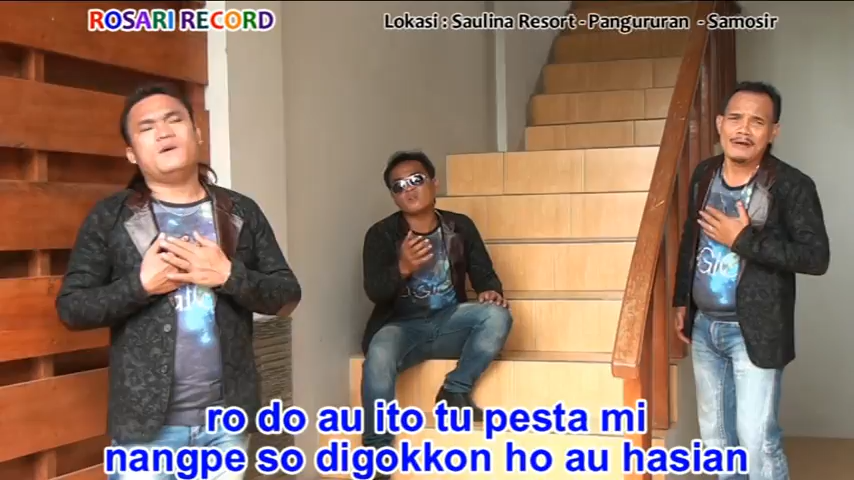 ROSARI RECORD
Lokasi : Saulina Resort - Pangururan - Samosir
ro do au ito tu pesta mi
nangpe so digokkon ho au hasian